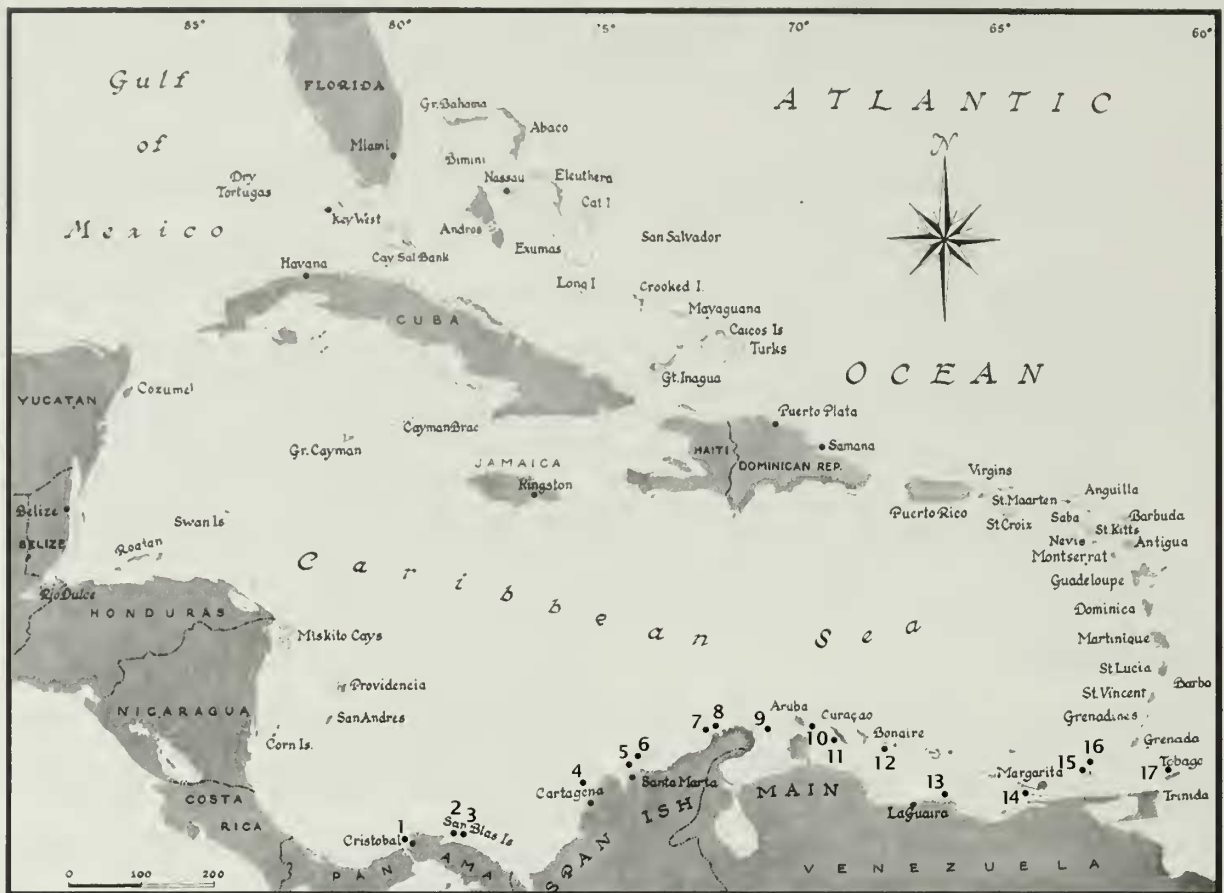 85°
80°
75°
70°
65°
60°
Gulf
of
Mexico
FLORIDA
Miami
Dry
Tortugas
Key West
Gr. Bahama
Abaco
Bimini
Nassau
Eleuthera
Cat I
Andros
Exumas
San Salvador
Cay Sal Bank
Long I
Crooked I.
Mayaguana
Caicos Is
Turks
Gt. Inagua
ATLANTIC
N
OCEAN
Havana
CUBA
YUCATAN
Cozumel
Cayman Brac
Gr. Cayman
JAMAICA
Kingston
Puerto Plata
Samana
HAITI
DOMINICAN REP.
Puerto Rico
Virgins
St. Maarten
Anguilla
St Croix
Saba
Barbuda
St Kitts
Nevis
Antigua
Montserrat
Guadeloupe
Dominica
Martinique
St Lucia
Barba
St. Vincent
Grenadines
Grenada
Belize
BELIZE
Swan Is
Roatan
Rio Dulce
HONDURAS
Caribbean Sea
Miskito Cays
Providencia
San Andres
NICARAGUA
Corn Is.
COSTA
RICA
Cristobal
San Blas Is
PANAMA
Cartagena
Santa Marta
SPANISH MAIN
Aruba
Curaçao
Bonaire
La Guaira
Margarita
Tobago
Trinida
VENEZUELA
1
2
3
4
5
6
7
8
9
10
11
12
13
14
15
16
17
0 100 200